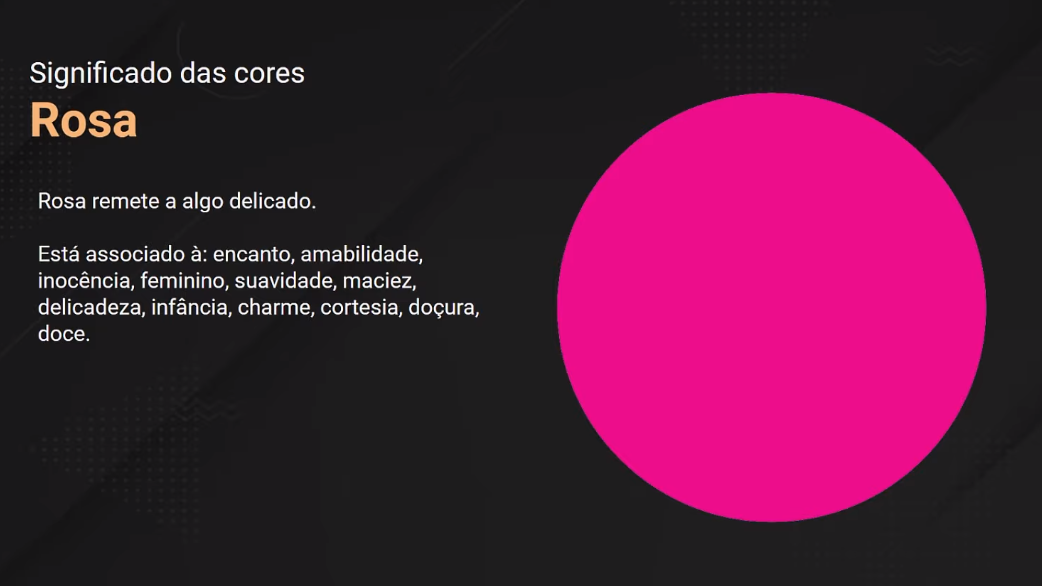 Significado das cores
Rosa
Rosa remete a algo delicado.
Está associado à: encanto, amabilidade,
inocência, feminino, suavidade, maciez,
delicadeza, infância, charme, cortesia, doçura,
doce.